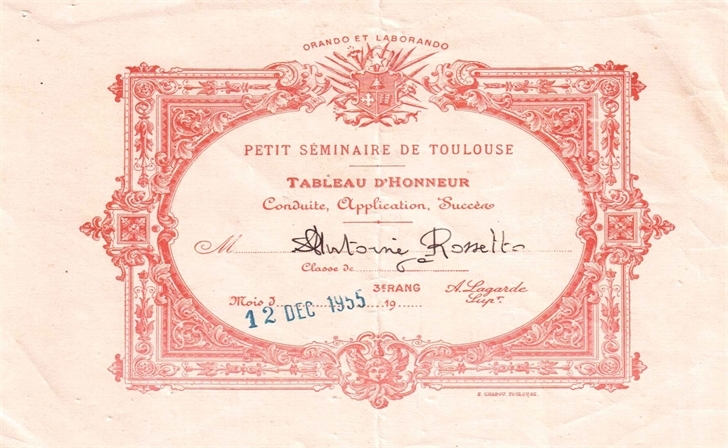 ORANDO ET LABORANDO
PETIT SÉMINAIRE DE TOULOUSE
TABLEAU D'HONNEUR
Conduite, Application, Succès
M Antoine Rossetto
Classe de
3e RANG
A. Lagarde
Mois d 19
Supr.
12 DEC 1955
TOULOUSE